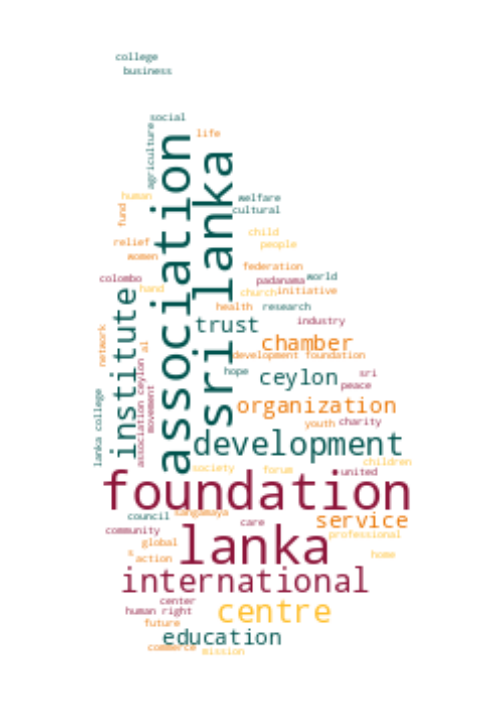 college
business
social
agriculture
life
association
sri lanka
human
fund
welfare
cultural
relief
women
child
people
federation
colombo
hand
padanama
world
church
initiative
institute
health
research
trust
industry
network
al
chamber
development foundation
association ceylon
movement
hope
ceylon
sri
peace
lanka college
organization
youth
charity
development
society
forum
children
united
foundation
council
sangamaya
care
service
community
professional
global
lanka
s
action
home
international
center
human right
centre
future
education
commerce
mission